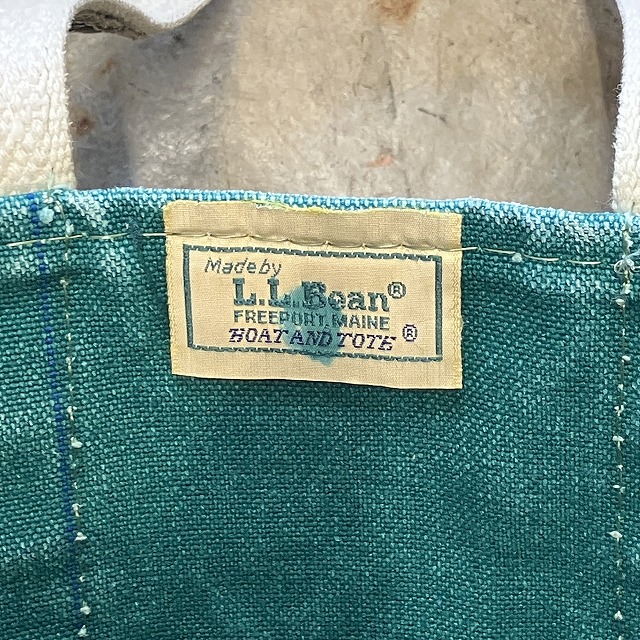 Made by
L.L.Bean®
FREEPORT, MAINE
BOAT AND TOTE ®